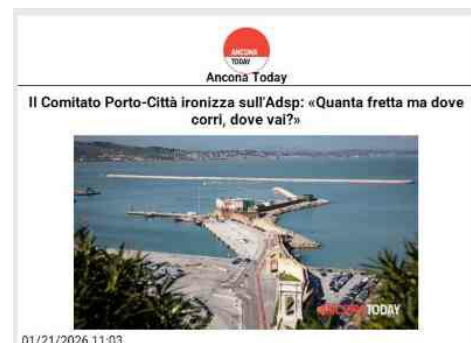 ANCONA
TODAY
Ancona Today
Il Comitato Porto-Città ironizza sull'Adsp: «Quanta fretta ma dove
corri, dove vai?»
ANCONA TODAY
01/21/2026 11:03